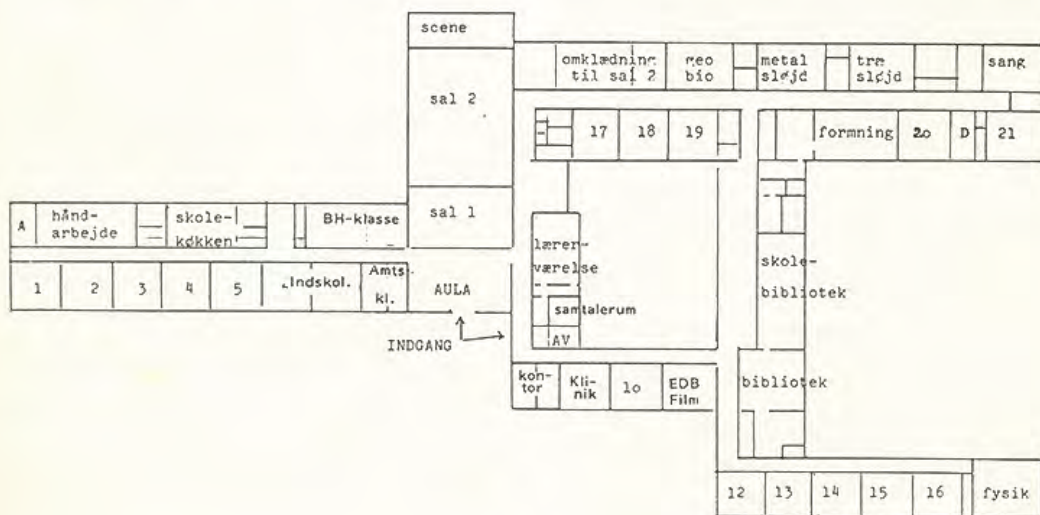 scene
omklædning
til sal 2
geo
bio
metal
sløjd
træ
sløjd
sang
sal 2
17
18
19
formning
20
D
21
sal 1
A
hånd-
arbejde
skole-
køkken
BH-klasse
lærer-
værelse
skole-
bibliotek
1
2
3
4
5
Indskol.
Amts
kl.
AULA
samtalerum
INDGANG
AV
kon-
tor
Kli-
nik
10
EDB
Film
bibliotek
12
13
14
15
16
fysik